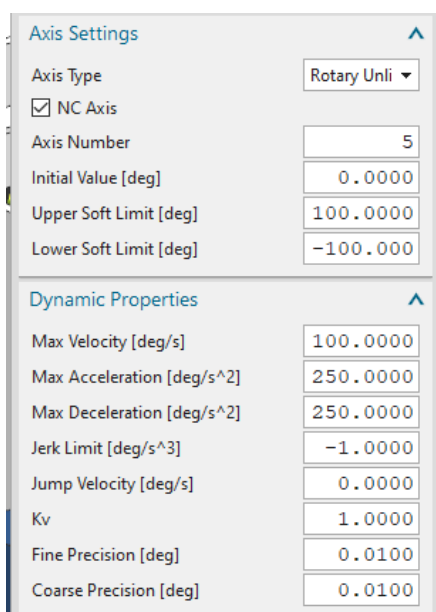 Axis Settings
Axis Type Rotary Unli
NC Axis
Axis Number 5
Initial Value [deg] 0.0000
Upper Soft Limit [deg] 100.0000
Lower Soft Limit [deg] -100.000
Dynamic Properties
Max Velocity [deg/s] 100.0000
Max Acceleration [deg/s^2] 250.0000
Max Deceleration [deg/s^2] 250.0000
Jerk Limit [deg/s^3] -1.0000
Jump Velocity [deg/s] 0.0000
Kv 1.0000
Fine Precision [deg] 0.0100
Coarse Precision [deg] 0.0100